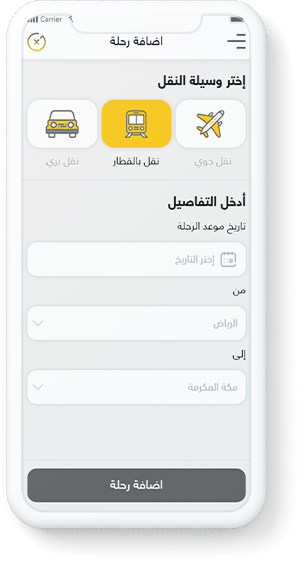 Carrier
اضافة رحلة
إختر وسيلة النقل
نقل جوي
نقل بالقطار
نقل بري
أدخل التفاصيل
تاريخ موعد الرحلة
إختر التاريخ
من
الرياض
إلى
مكة المكرمة
اضافة رحلة